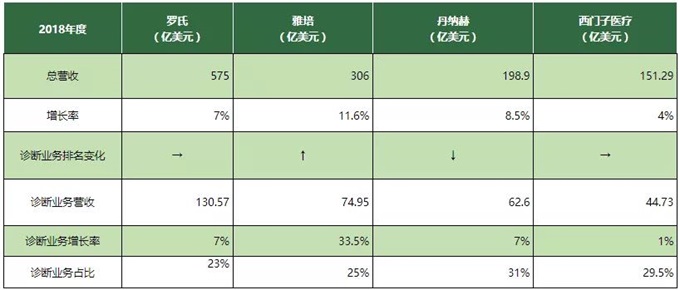 2018年度 罗氏 雅培 丹纳赫 西门子医疗
（亿美元） （亿美元） （亿美元） （亿美元）
总营收 575 306 198.9 151.29
增长率 7% 11.6% 8.5% 4%
诊断业务排名变化 → ↑ ↓ →
诊断业务营收 130.57 74.95 62.6 44.73
诊断业务增长率 7% 33.5% 7% 1%
诊断业务占比 23% 25% 31% 29.5%